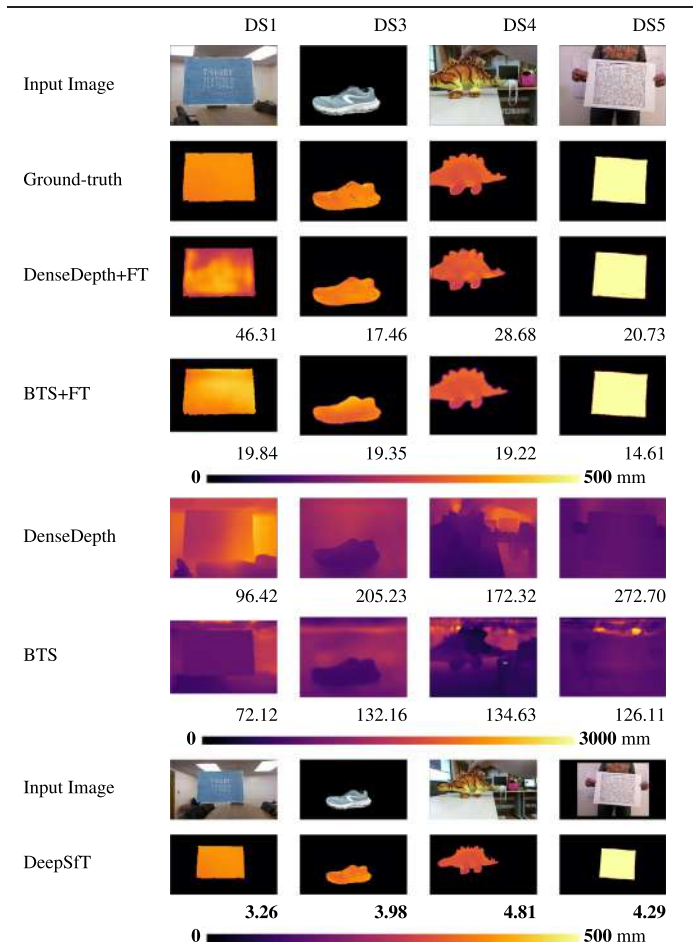 DS1 DS3 DS4 DS5
Input Image
Ground-truth
DenseDepth+FT
46.31 17.46 28.68 20.73
BTS+FT
19.84 19.35 19.22 14.61
0 500 mm
DenseDepth
96.42 205.23 172.32 272.70
BTS
72.12 132.16 134.63 126.11
0 3000 mm
Input Image
DeepSfT
3.26 3.98 4.81 4.29
0 500 mm